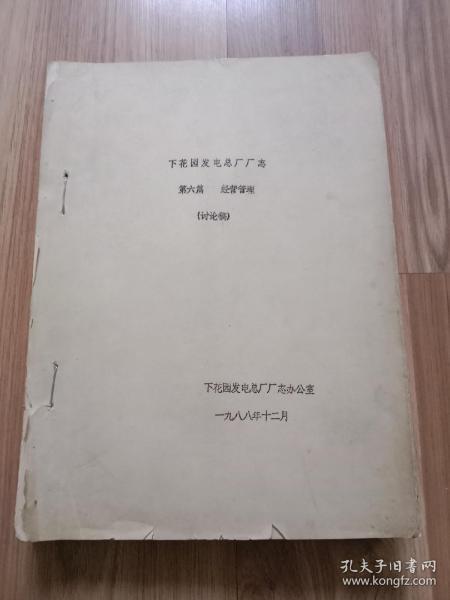 下花园发电总厂厂志
第六篇 经营管理
(讨论稿)
下花园发电总厂厂志办公室
一九八八年十二月
孔夫子旧书网
www.kongfz.com